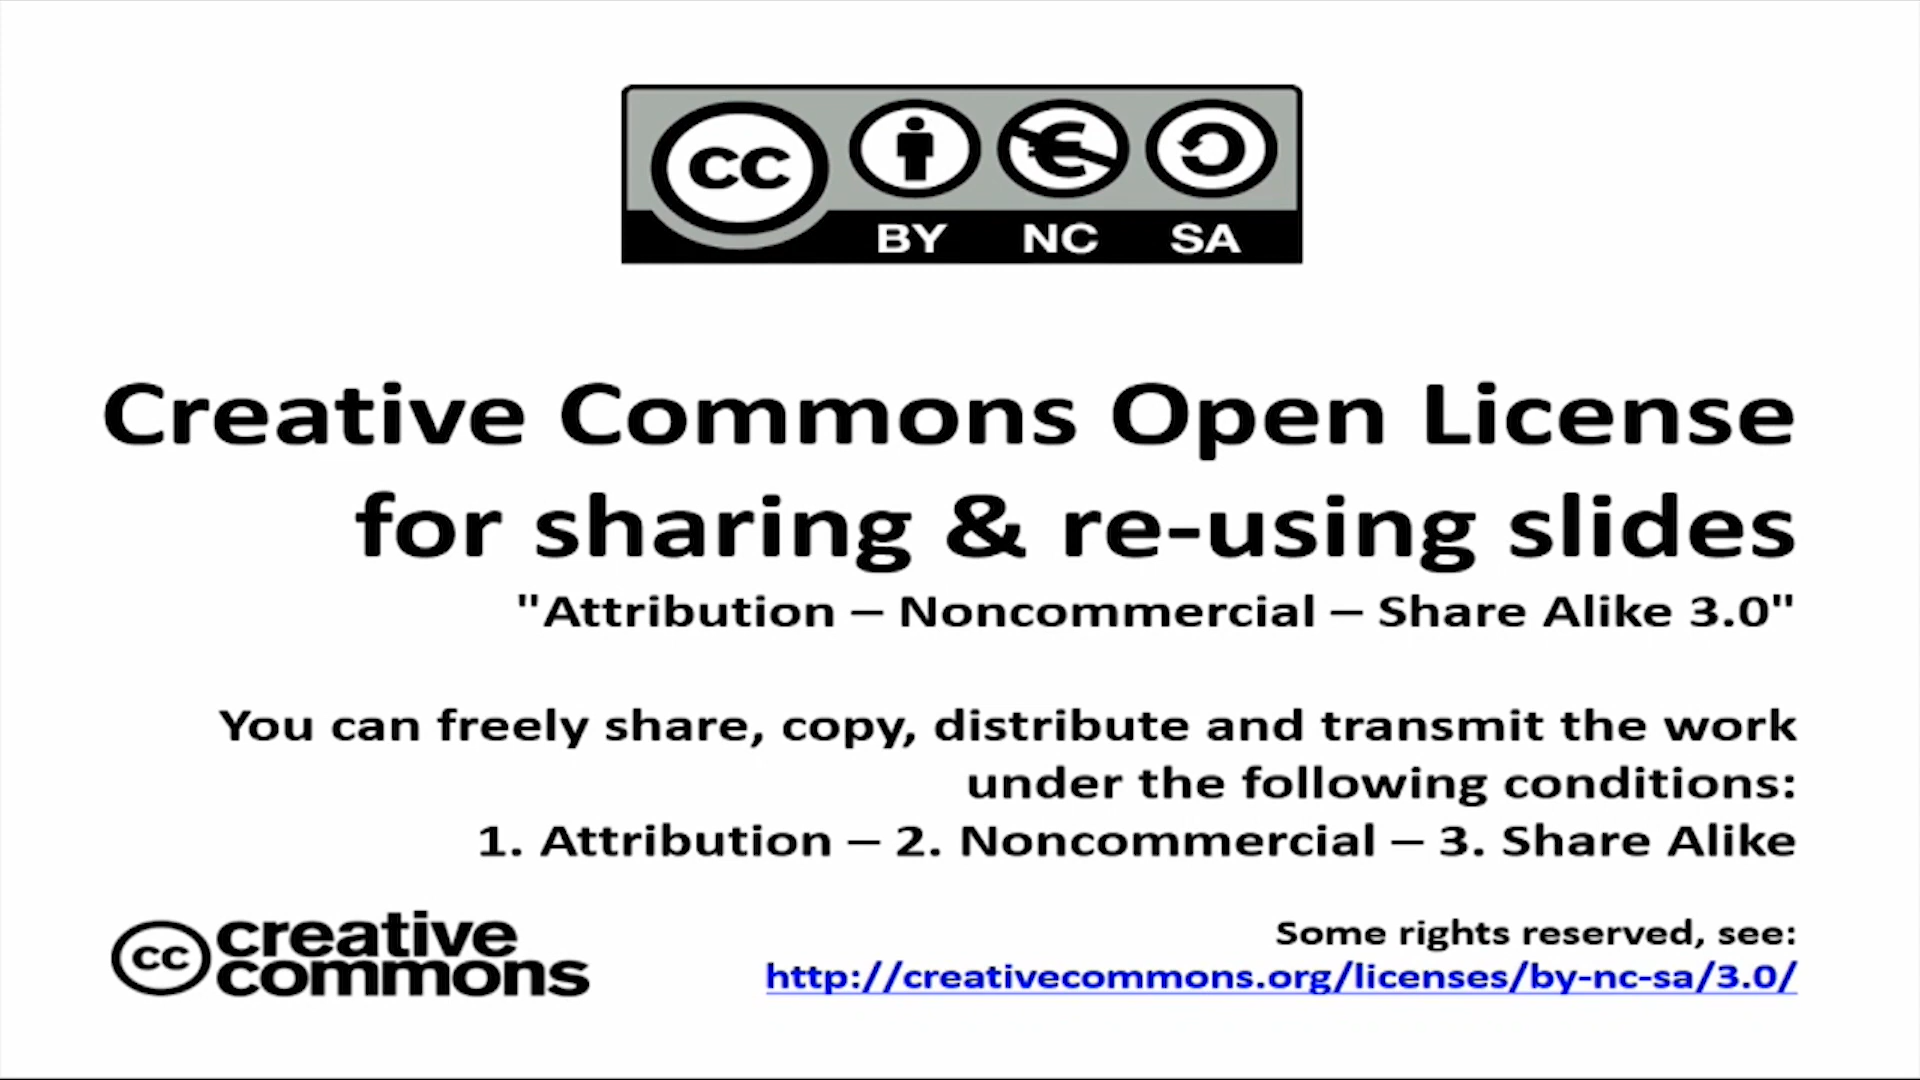 cc BY NC SA
Creative Commons Open License
for sharing & re-using slides
"Attribution – Noncommercial – Share Alike 3.0"
You can freely share, copy, distribute and transmit the work
under the following conditions:
1. Attribution – 2. Noncommercial – 3. Share Alike
cc creative
commons
Some rights reserved, see:
http://creativecommons.org/licenses/by-nc-sa/3.0/